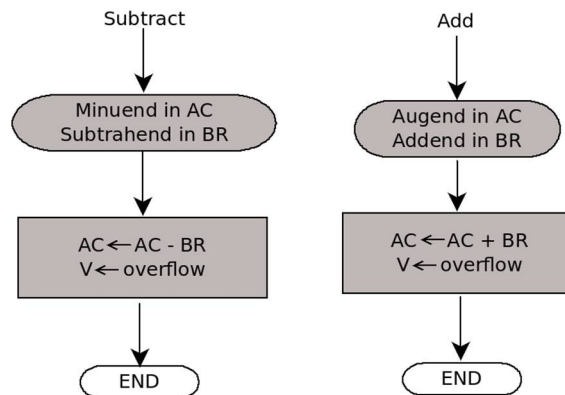 Subtract
Minuend in AC
Subtrahend in BR
AC ← AC - BR
V ← overflow
END
Add
Augend in AC
Addend in BR
AC ← AC + BR
V ← overflow
END